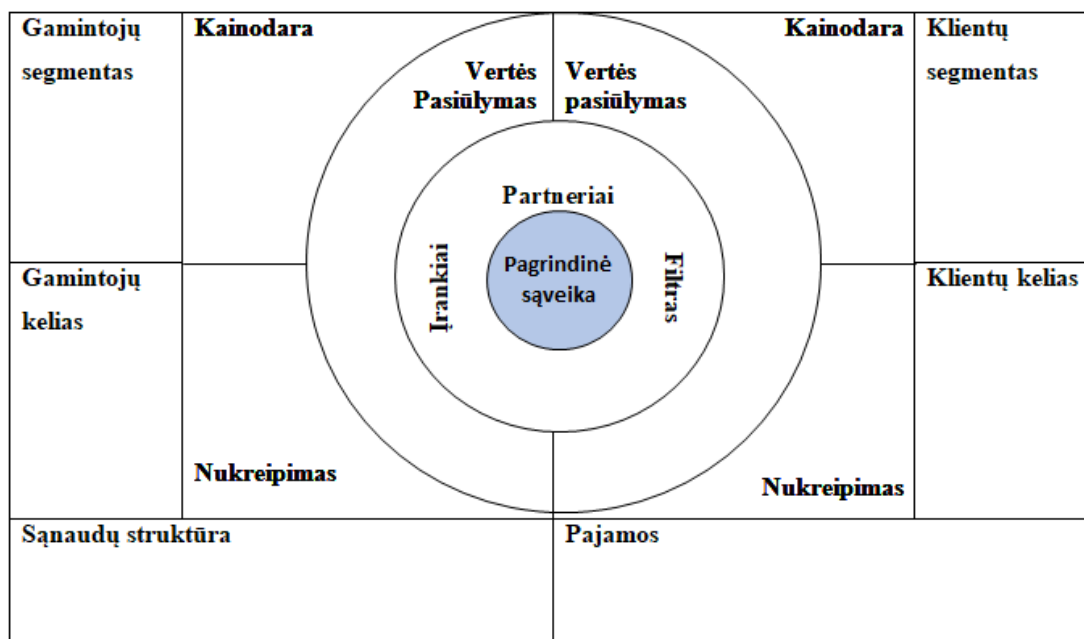 Gamintojų
segmentas
Kainodara
Vertės
Pasiūlymas
Vertės
pasiūlymas
Kainodara
Klientų
segmentas
Partneriai
Įrankiai
Pagrindinė
sąveika
Filtras
Gamintojų
kelias
Klientų kelias
Nukreipimas
Nukreipimas
Sąnaudų struktūra
Pajamos